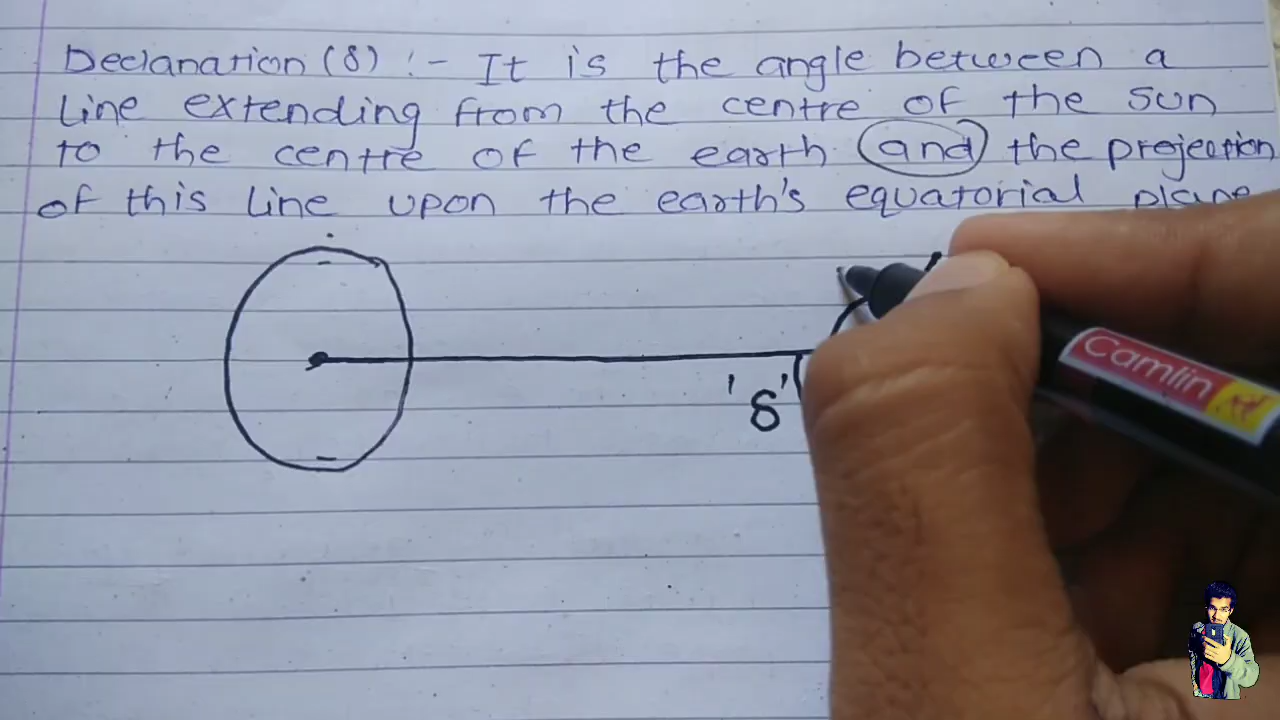 Declanation (δ) :- It is the angle between a
line extending from the centre of the sun
to the centre of the earth and the projection
of this line upon the earth's equatorial plane
'δ'
Camlin